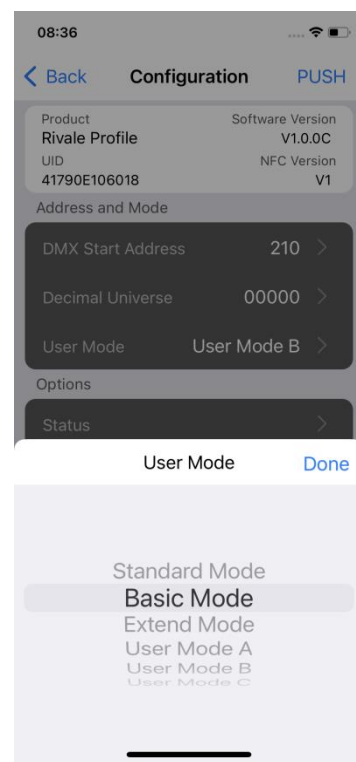 08:36
Back Configuration PUSH
Product Software Version
Rivale Profile V1.0.0C
UID NFC Version
41790E106018 V1
Address and Mode
DMX Start Address 210
Decimal Universe 00000
User Mode User Mode B
Options
Status
User Mode Done
Standard Mode
Basic Mode
Extend Mode
User Mode A
User Mode B
User Mode C